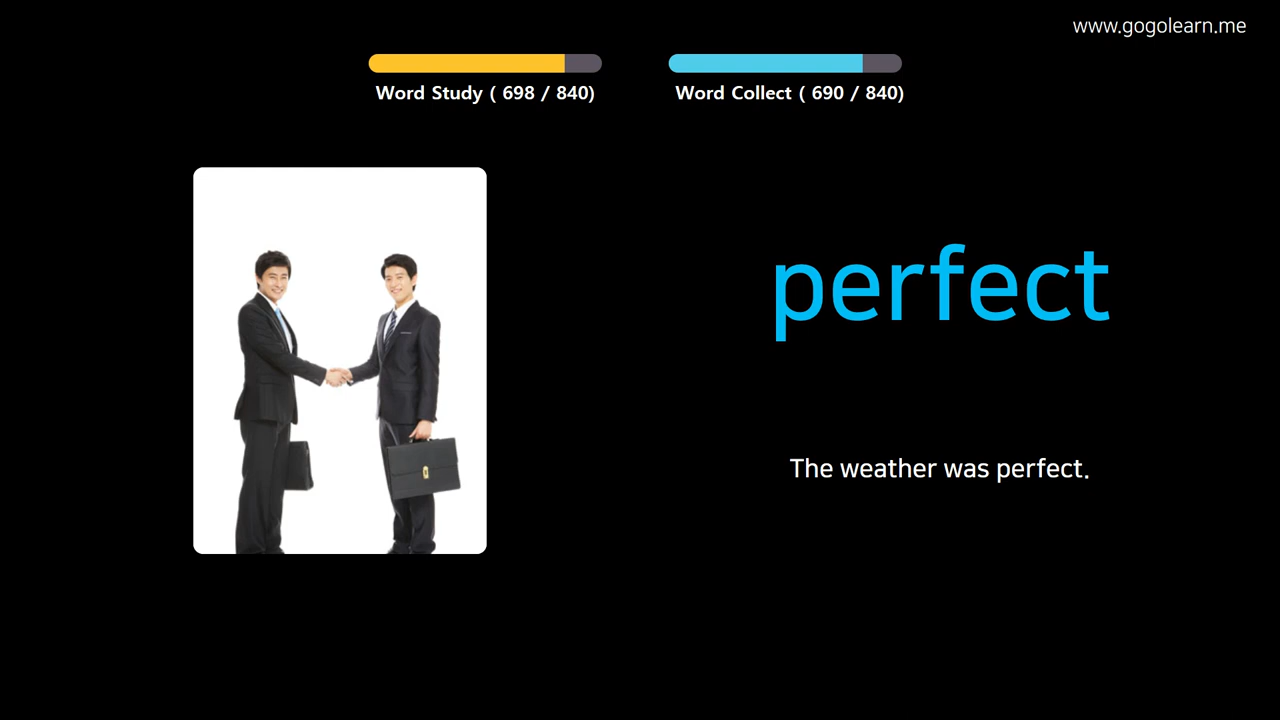 www.gogolearn.me
Word Study ( 698 / 840)
Word Collect ( 690 / 840)
perfect
The weather was perfect.